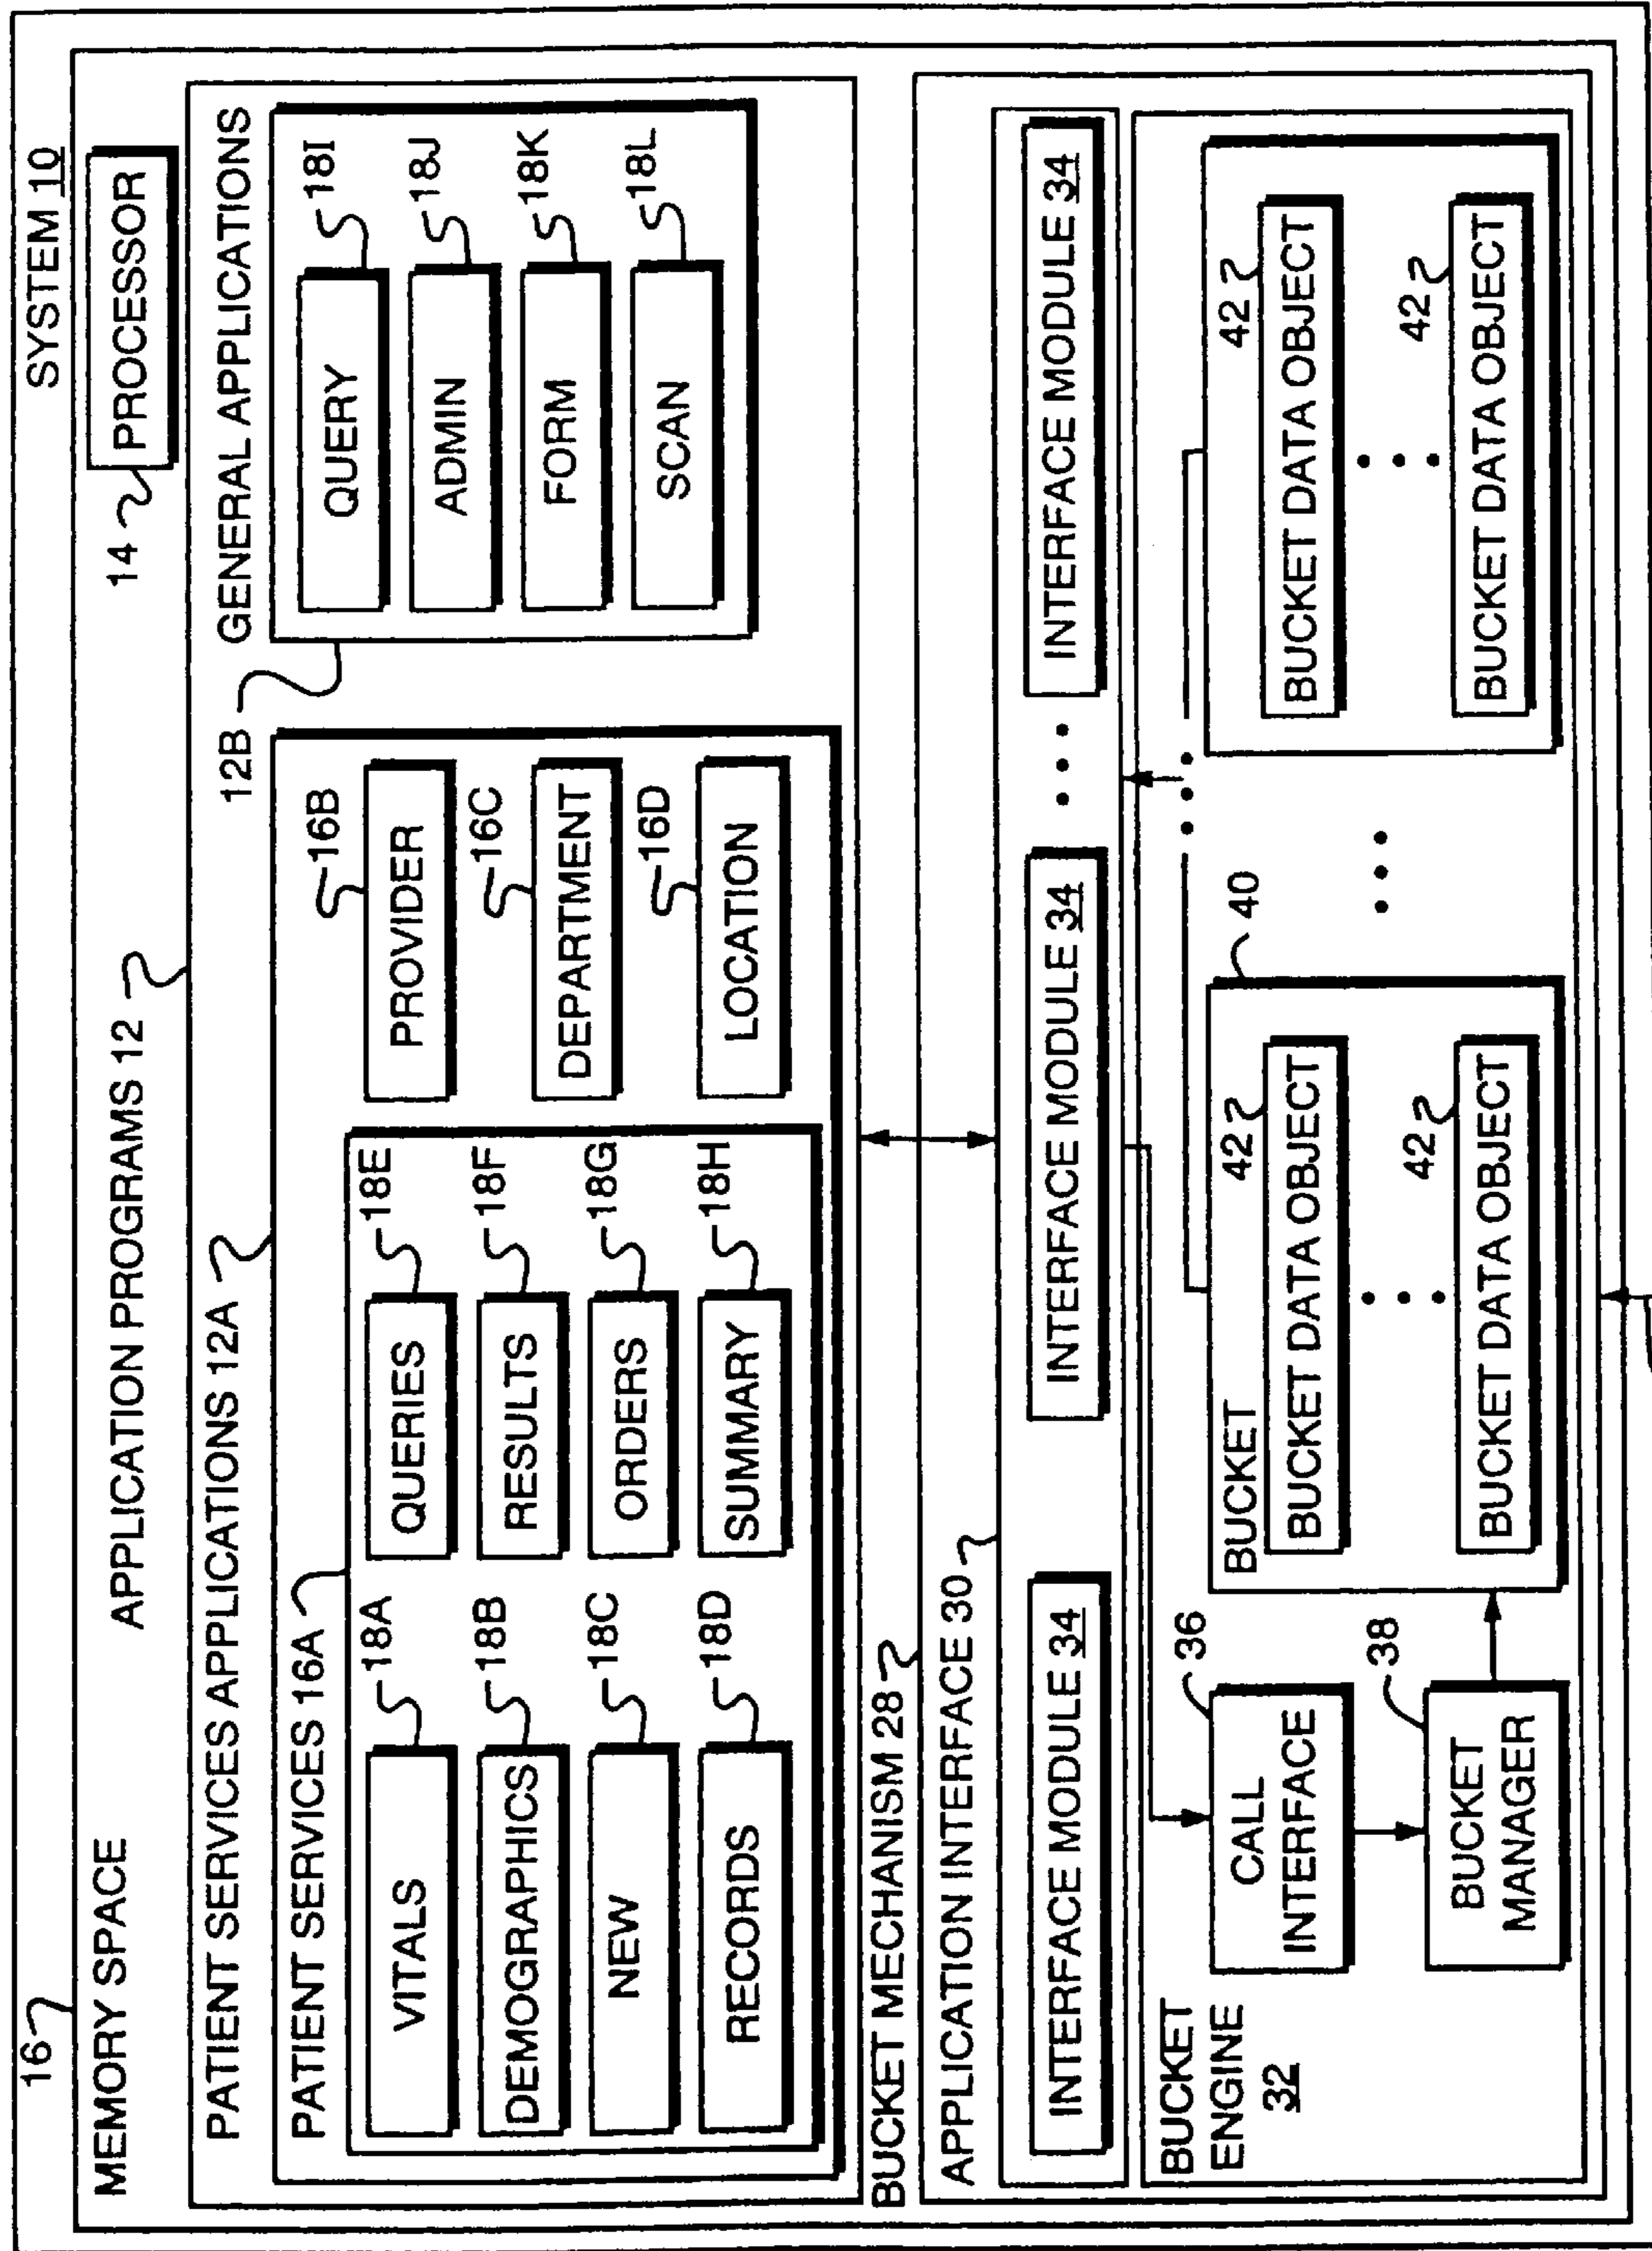 SYSTEM 10
16
MEMORY SPACE
14
PROCESSOR
APPLICATION PROGRAMS 12
PATIENT SERVICES APPLICATIONS 12A
12B
GENERAL APPLICATIONS
PATIENT SERVICES 16A
VITALS
18A
QUERIES
18E
PROVIDER
16B
QUERY
18I
DEMOGRAPHICS
18B
RESULTS
18F
DEPARTMENT
16C
ADMIN
18J
NEW
18C
ORDERS
18G
LOCATION
16D
FORM
18K
RECORDS
18D
SUMMARY
18H
SCAN
18L
BUCKET MECHANISM 28
APPLICATION INTERFACE 30
INTERFACE MODULE 34
INTERFACE MODULE 34
• • •
INTERFACE MODULE 34
BUCKET
ENGINE
32
36
CALL
INTERFACE
38
BUCKET
MANAGER
BUCKET
40
42
BUCKET DATA OBJECT
• • •
42
BUCKET DATA OBJECT
• • •
42
BUCKET DATA OBJECT
• • •
42
BUCKET DATA OBJECT